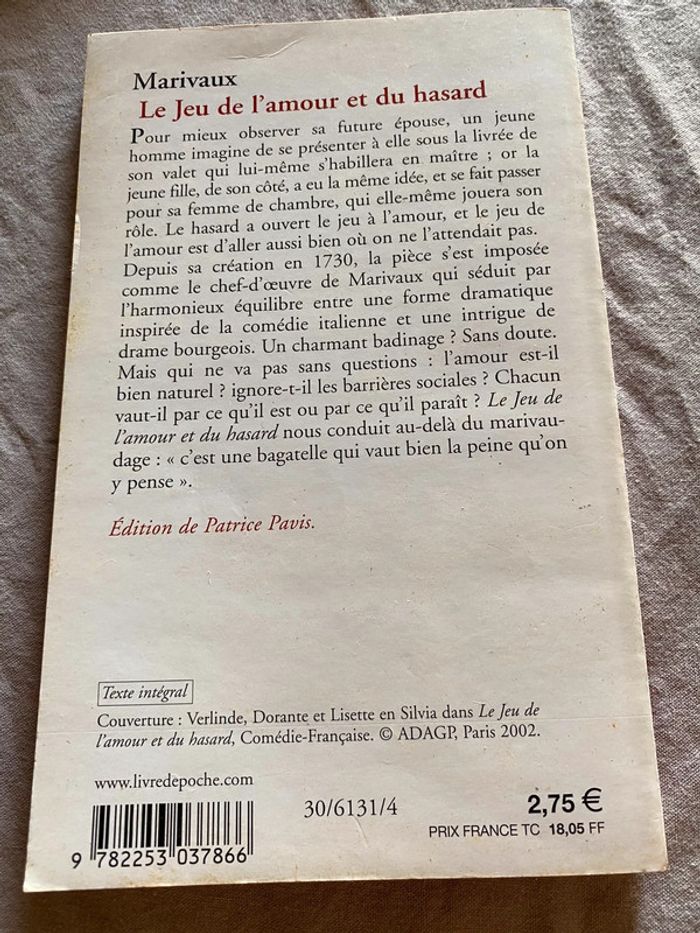 Marivaux
Le Jeu de l'amour et du hasard
Pour mieux observer sa future épouse, un jeune
homme imagine de se présenter à elle sous la livrée de
son valet qui lui-même s'habillera en maître ; or la
jeune fille, de son côté, a eu la même idée, et se fait passer
pour sa femme de chambre, qui elle-même jouera son
rôle. Le hasard a ouvert le jeu à l'amour, et le jeu de
l'amour est d'aller aussi bien où on ne l'attendait pas.
Depuis sa création en 1730, la pièce s'est imposée
comme le chef-d'œuvre de Marivaux qui séduit par
l'harmonieux équilibre entre une forme dramatique
inspirée de la comédie italienne et une intrigue de
drame bourgeois. Un charmant badinage ? Sans doute.
Mais qui ne va pas sans questions : l'amour est-il
bien naturel ? ignore-t-il les barrières sociales ? Chacun
vaut-il par ce qu'il est ou par ce qu'il paraît ? Le Jeu de
l'amour et du hasard nous conduit au-delà du marivau-
dage : « c'est une bagatelle qui vaut bien la peine qu'on
y pense ».
Édition de Patrice Pavis.
Texte intégral
Couverture : Verlinde, Dorante et Lisette en Silvia dans Le Jeu de
l'amour et du hasard, Comédie-Française. © ADAGP, Paris 2002.
www.livredepoche.com
30/6131/4
2,75 €
PRIX FRANCE TC 18,05 FF
9 782253 037866